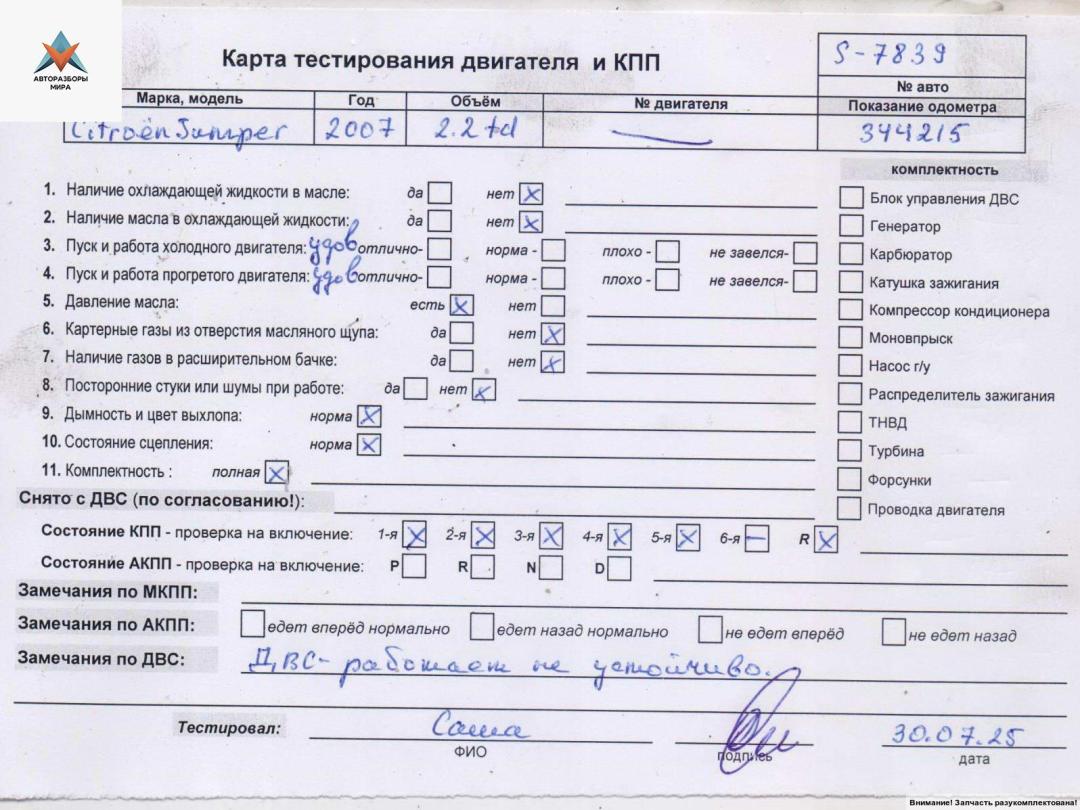 АВТОРАЗБОРЫ
МИРА
Карта тестирования двигателя и КПП
S-7839
№ авто
Марка, модель Год Объём № двигателя Показание одометра
Citroën Jumper 2007 2.2 td — 344215
комплектность
1. Наличие охлаждающей жидкости в масле: да нет X
Блок управления ДВС
2. Наличие масла в охлаждающей жидкости: да нет X
Генератор
3. Пуск и работа холодного двигателя: удов отлично- норма - плохо - не завелся-
Карбюратор
4. Пуск и работа прогретого двигателя: удов отлично- норма - плохо - не завелся-
Катушка зажигания
5. Давление масла: есть X нет
Компрессор кондиционера
6. Картерные газы из отверстия масляного щупа: да нет X
Моновпрыск
7. Наличие газов в расширительном бачке: да нет X
Насос г/у
8. Посторонние стуки или шумы при работе: да нет X
Распределитель зажигания
9. Дымность и цвет выхлопа: норма X
ТНВД
10. Состояние сцепления: норма X
Турбина
11. Комплектность : полная X
Форсунки
Снято с ДВС (по согласованию!):
Проводка двигателя
Состояние КПП - проверка на включение: 1-я X 2-я X 3-я X 4-я X 5-я X 6-я — R X
Состояние АКПП - проверка на включение: P R N D
Замечания по МКПП:
Замечания по АКПП: едет вперёд нормально едет назад нормально не едет вперёд не едет назад
Замечания по ДВС: ДВС- работает не устойчиво.
Тестировал: Саша 30.07.25
ФИО подпись дата
Внимание! Запчасть разукомплектована!